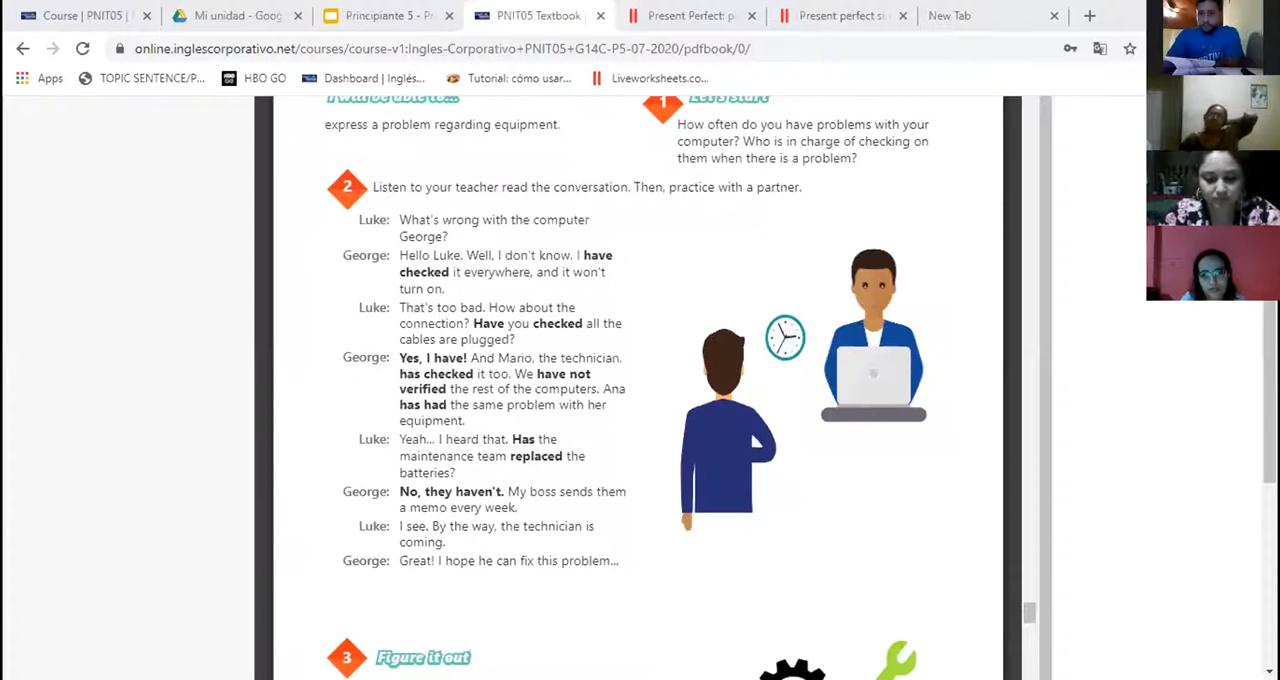 Course | PNIT05 |
Mi unidad - Goog
Principiante 5 - Pr
PNIT05 Textbook
Present Perfect: p
Present perfect si
New Tab
online.inglescorporativo.net/courses/course-v1:Ingles-Corporativo+PNIT05+G14C-P5-07-2020/pdfbook/0/
Apps
TOPIC SENTENCE/P...
HBO GO
Dashboard | Inglés...
Tutorial: cómo usar...
Liveworksheets.co...
I will be able to...
express a problem regarding equipment.
1
Let's start
How often do you have problems with your
computer? Who is in charge of checking on
them when there is a problem?
2
Listen to your teacher read the conversation. Then, practice with a partner.
Luke: What's wrong with the computer
George?
George: Hello Luke. Well, I don't know. I have
checked it everywhere, and it won't
turn on.
Luke: That's too bad. How about the
connection? Have you checked all the
cables are plugged?
George: Yes, I have! And Mario, the technician,
has checked it too. We have not
verified the rest of the computers. Ana
has had the same problem with her
equipment.
Luke: Yeah... I heard that. Has the
maintenance team replaced the
batteries?
George: No, they haven't. My boss sends them
a memo every week.
Luke: I see. By the way, the technician is
coming.
George: Great! I hope he can fix this problem...
3
Figure it out